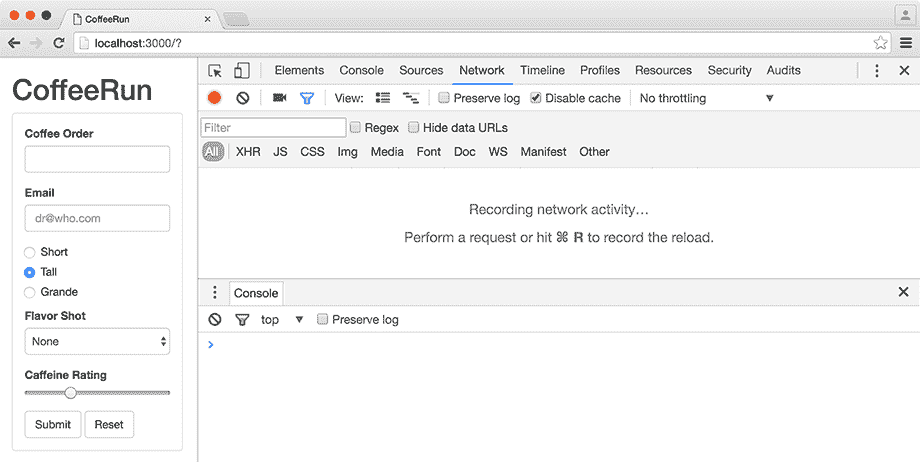 CoffeeRun
localhost:3000/?
CoffeeRun
Coffee Order
Email
dr@who.com
Short
Tall
Grande
Flavor Shot
None
Caffeine Rating
Submit Reset
Elements Console Sources Network Timeline Profiles Resources Security Audits
View: Preserve log Disable cache No throttling
Filter Regex Hide data URLs
All XHR JS CSS Img Media Font Doc WS Manifest Other
Recording network activity…
Perform a request or hit ⌘ R to record the reload.
Console
top Preserve log